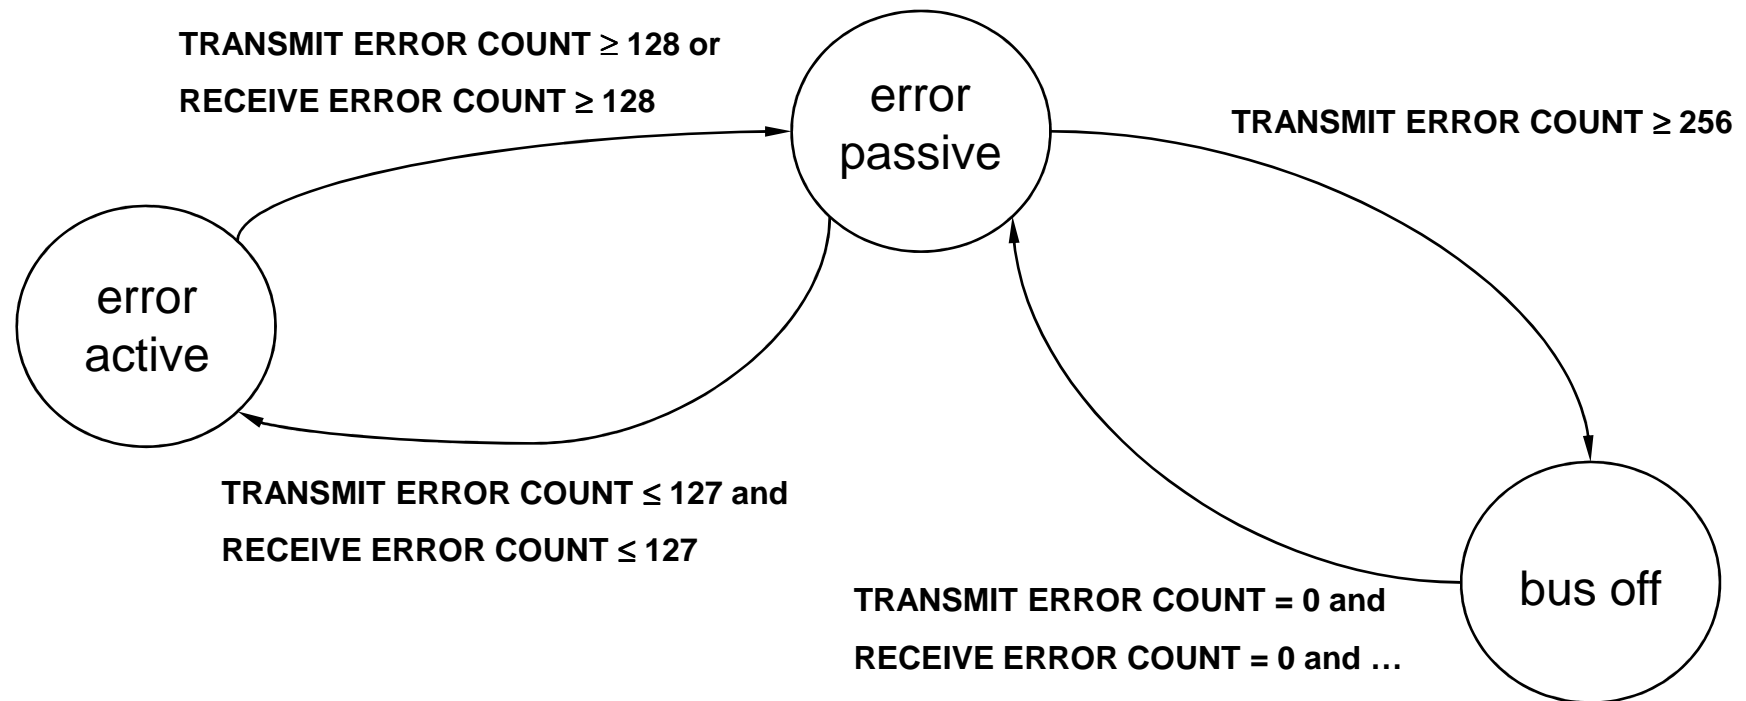 TRANSMIT ERROR COUNT ≥ 128 or
RECEIVE ERROR COUNT ≥ 128
error
passive
TRANSMIT ERROR COUNT ≥ 256
error
active
TRANSMIT ERROR COUNT ≤ 127 and
RECEIVE ERROR COUNT ≤ 127
TRANSMIT ERROR COUNT = 0 and
RECEIVE ERROR COUNT = 0 and …
bus off